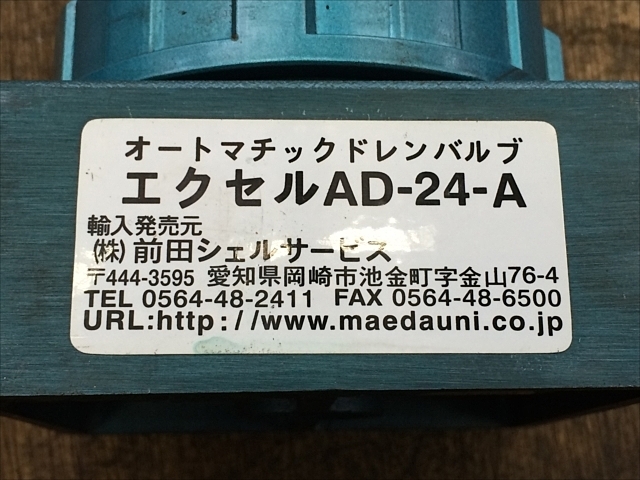 オートマチックドレンバルブ
エクセルAD-24-A
輸入発売元
㈱ 前田シェルサービス
〒444-3595 愛知県岡崎市池金町字金山76-4
TEL 0564-48-2411 FAX 0564-48-6500
URL:http://www.maedauni.co.jp